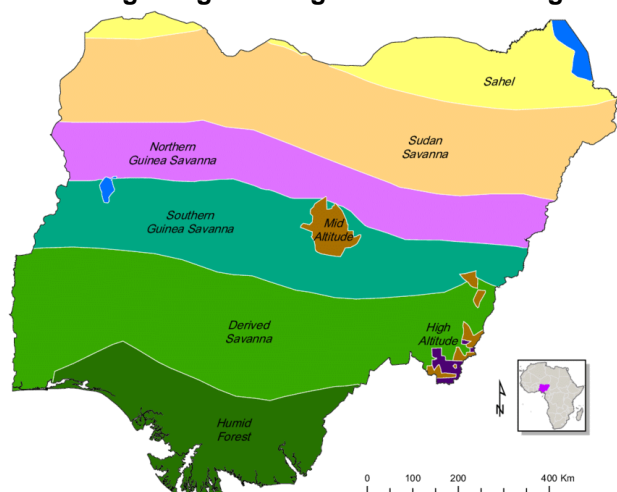 Sahel
Sudan
Savanna
Northern
Guinea Savanna
Southern
Guinea Savanna
Mid
Altitude
Derived
Savanna
High
Altitude
Humid
Forest
N
0 100 200 400 Km